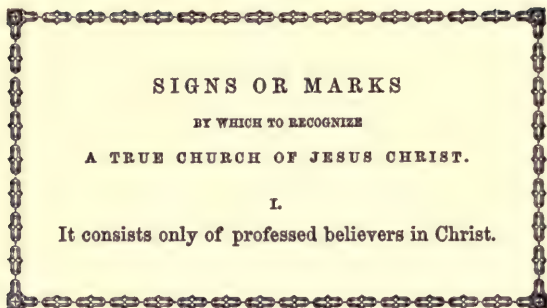 SIGNS OR MARKS
BY WHICH TO RECOGNIZE
A TRUE CHURCH OF JESUS CHRIST.
I.
It consists only of professed believers in Christ.